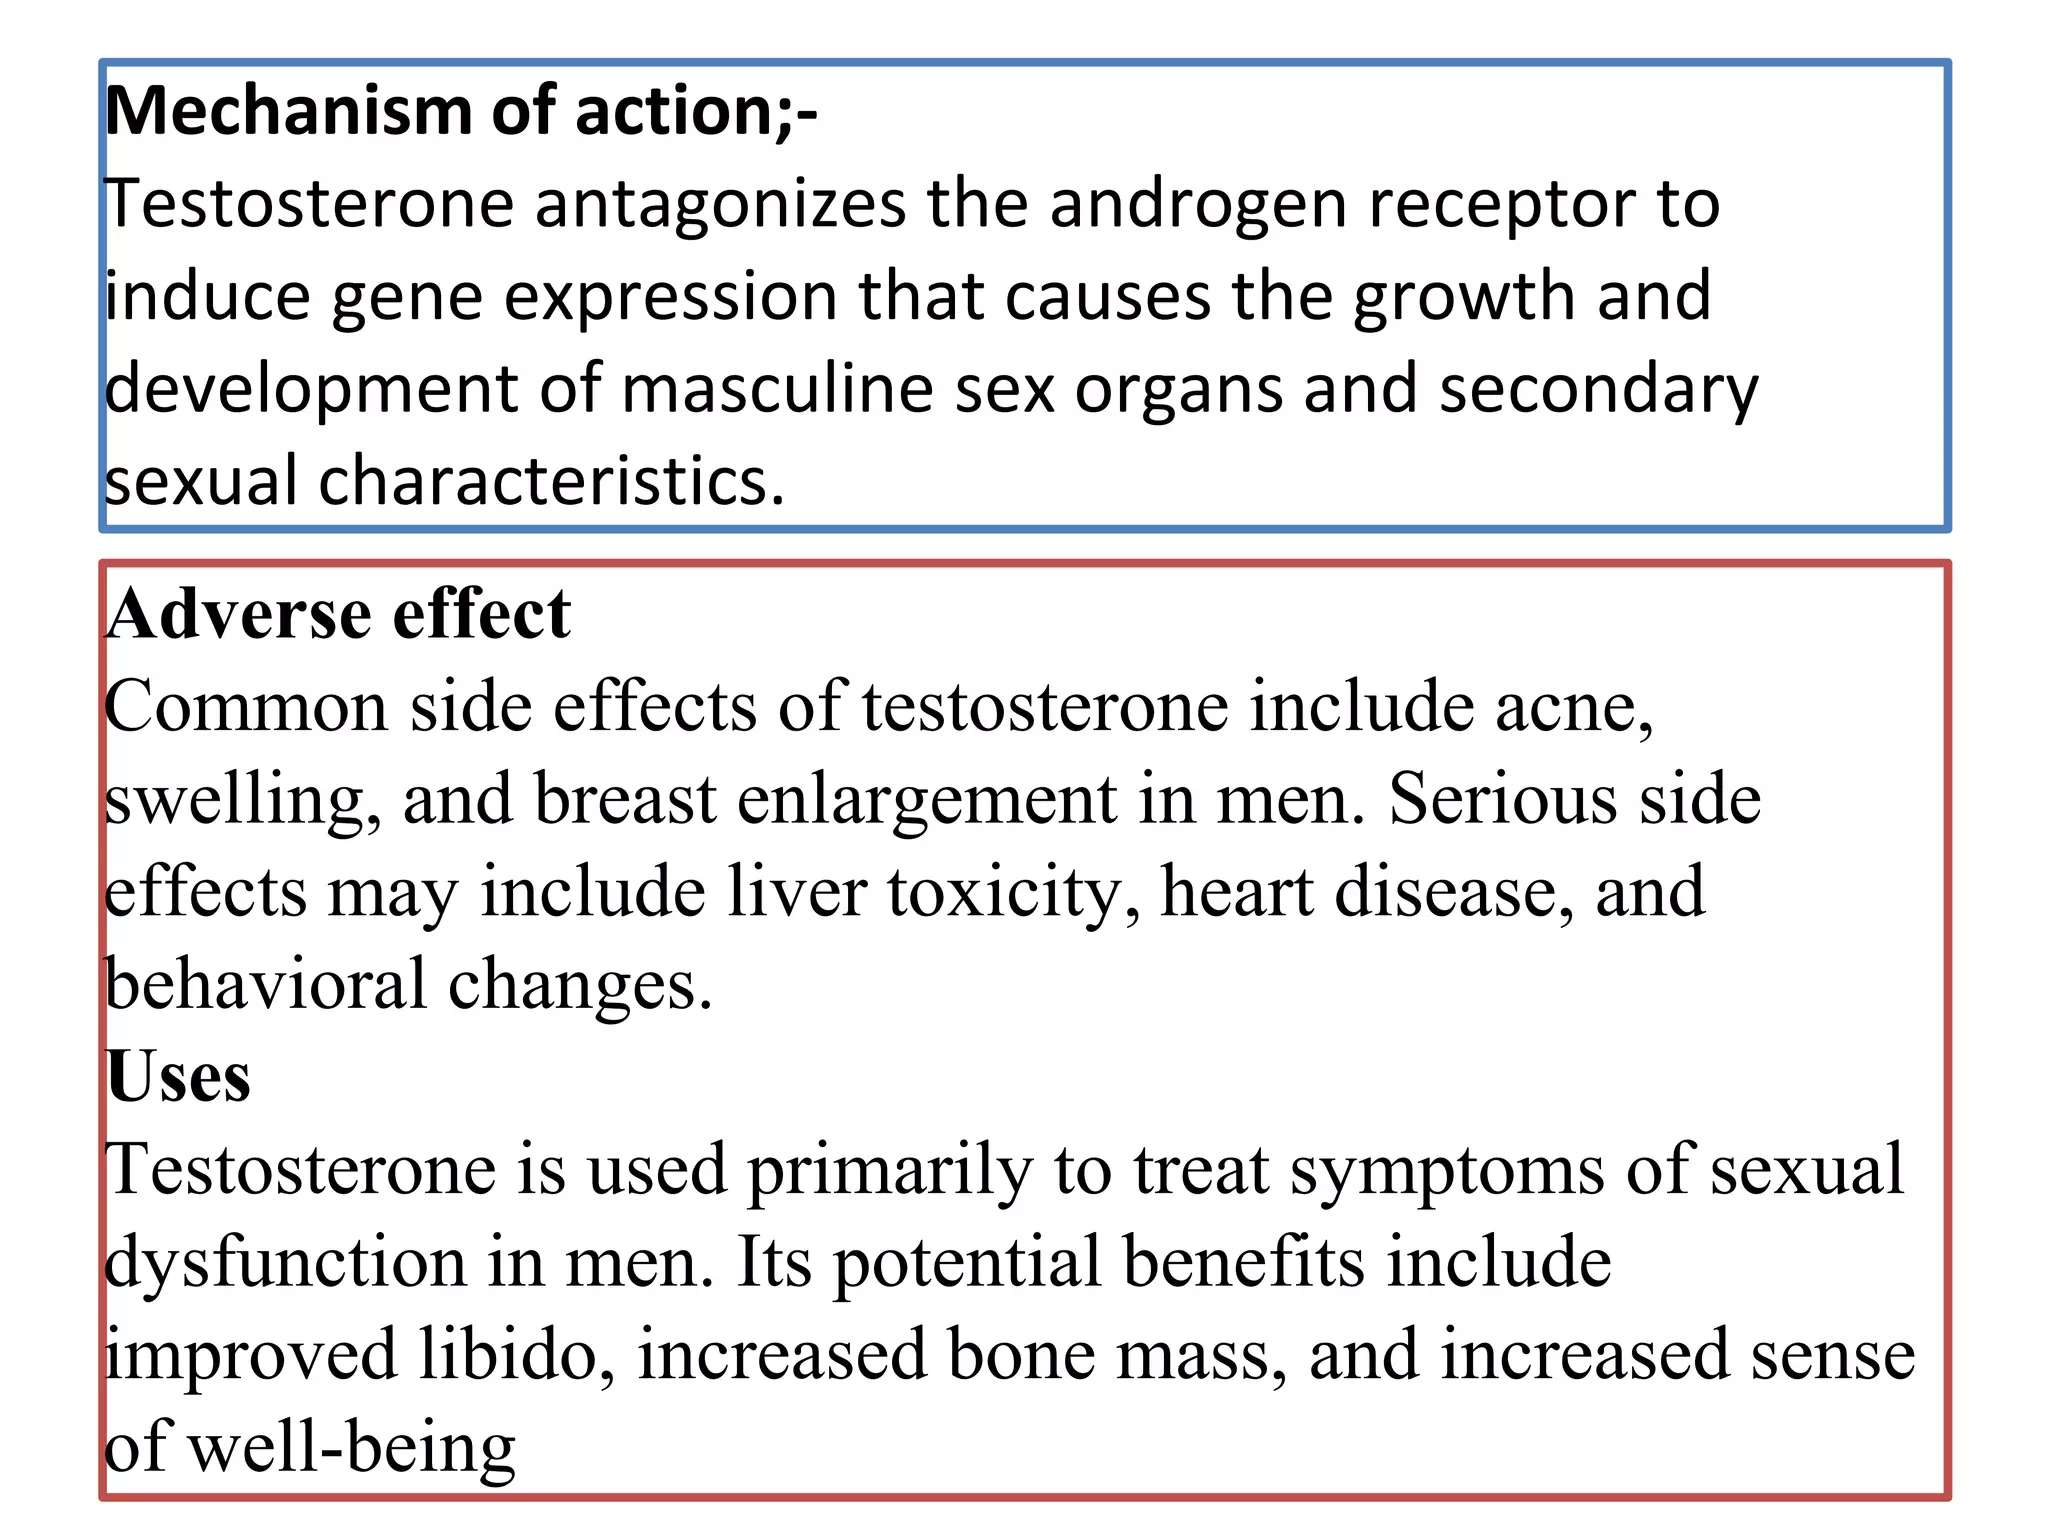 Mechanism of action;-
Testosterone antagonizes the androgen receptor to
induce gene expression that causes the growth and
development of masculine sex organs and secondary
sexual characteristics.
Adverse effect
Common side effects of testosterone include acne,
swelling, and breast enlargement in men. Serious side
effects may include liver toxicity, heart disease, and
behavioral changes.
Uses
Testosterone is used primarily to treat symptoms of sexual
dysfunction in men. Its potential benefits include
improved libido, increased bone mass, and increased sense
of well-being